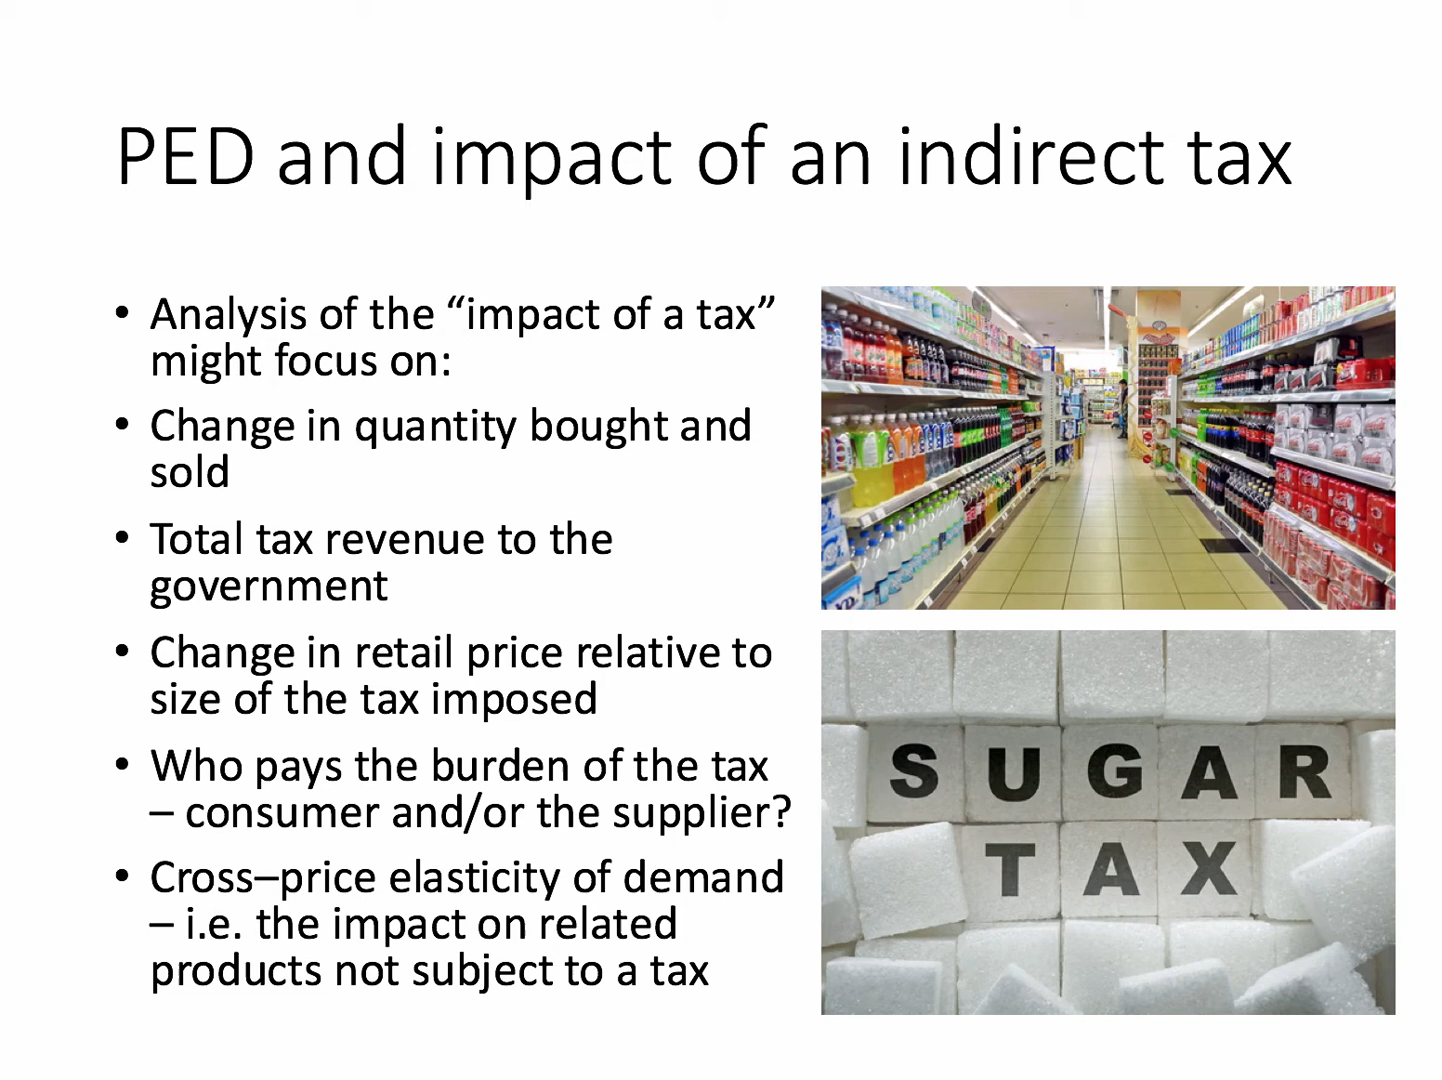 PED and impact of an indirect tax
• Analysis of the “impact of a tax”
might focus on:
• Change in quantity bought and
sold
• Total tax revenue to the
government
• Change in retail price relative to
size of the tax imposed
• Who pays the burden of the tax
– consumer and/or the supplier?
• Cross–price elasticity of demand
– i.e. the impact on related
products not subject to a tax
SUGAR
TAX